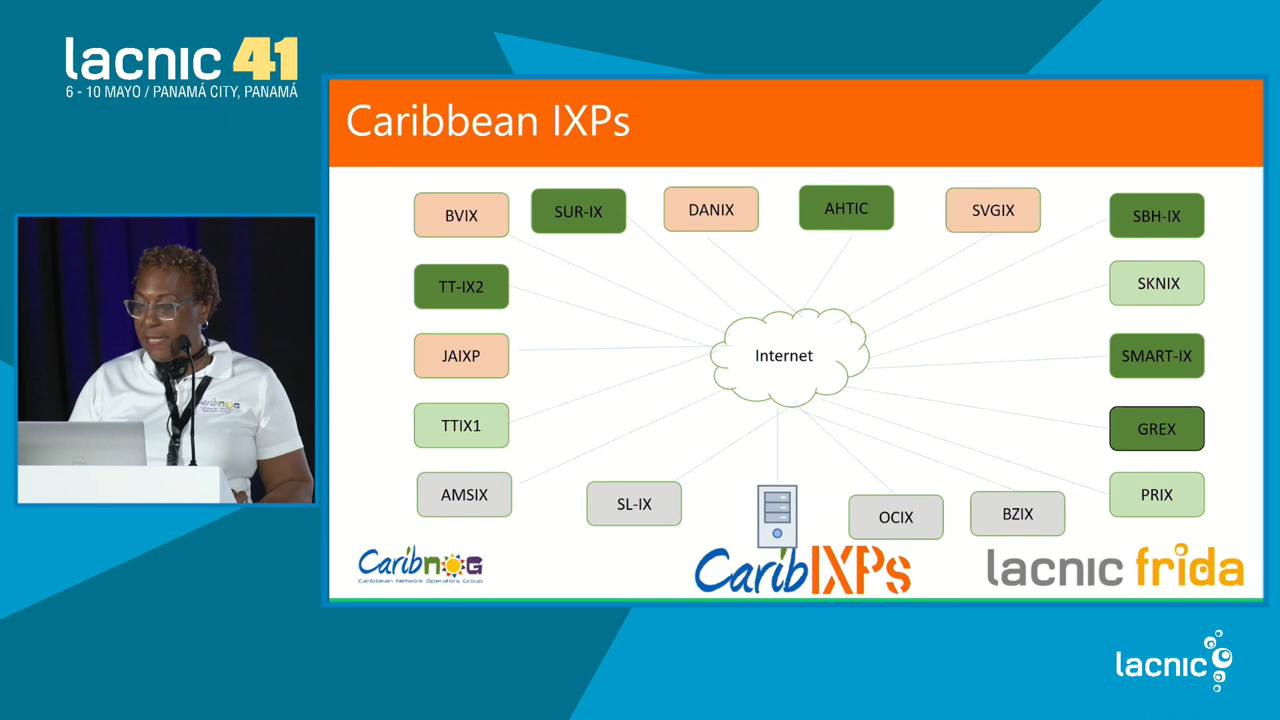 lacnic 41
6 - 10 MAYO / PANAMÁ CITY, PANAMÁ
Caribbean IXPs
BVIX
SUR-IX
DANIX
AHTIC
SVGIX
SBH-IX
TT-IX2
SKNIX
JAIXP
Internet
SMART-IX
TTIX1
GREX
AMSIX
SL-IX
OCIX
BZIX
PRIX
CaribNOG
Caribbean Network Operators Group
CaribIXPs
lacnic frida
CaribNOG
lacnic